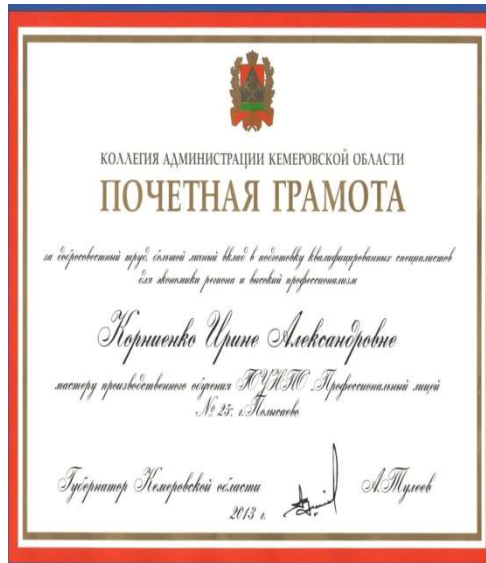 КОЛЛЕГИЯ АДМИНИСТРАЦИИ КЕМЕРОВСКОЙ ОБЛАСТИ
ПОЧЕТНАЯ ГРАМОТА
за добросовестный труд, большой личный вклад в подготовку квалифицированных специалистов
для экономики региона и высокий профессионализм
Корниенко Ирине Александровне
мастеру производственного обучения ГОУ НПО „Профессиональный лицей
№ 25" г. Полысаево
Губернатор Кемеровской области
А.Тулеев
2013 г.